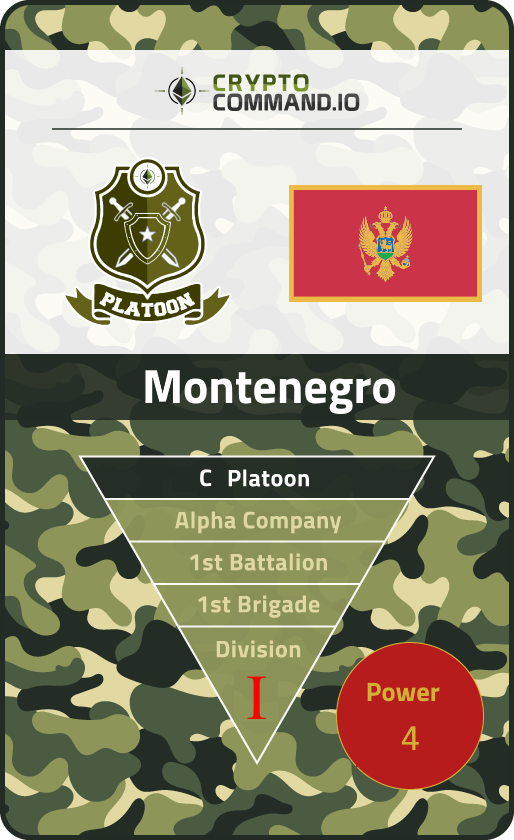 CRYPTO
COMMAND.IO
PLATOON
Montenegro
C Platoon
Alpha Company
1st Battalion
1st Brigade
Division
I
Power
4